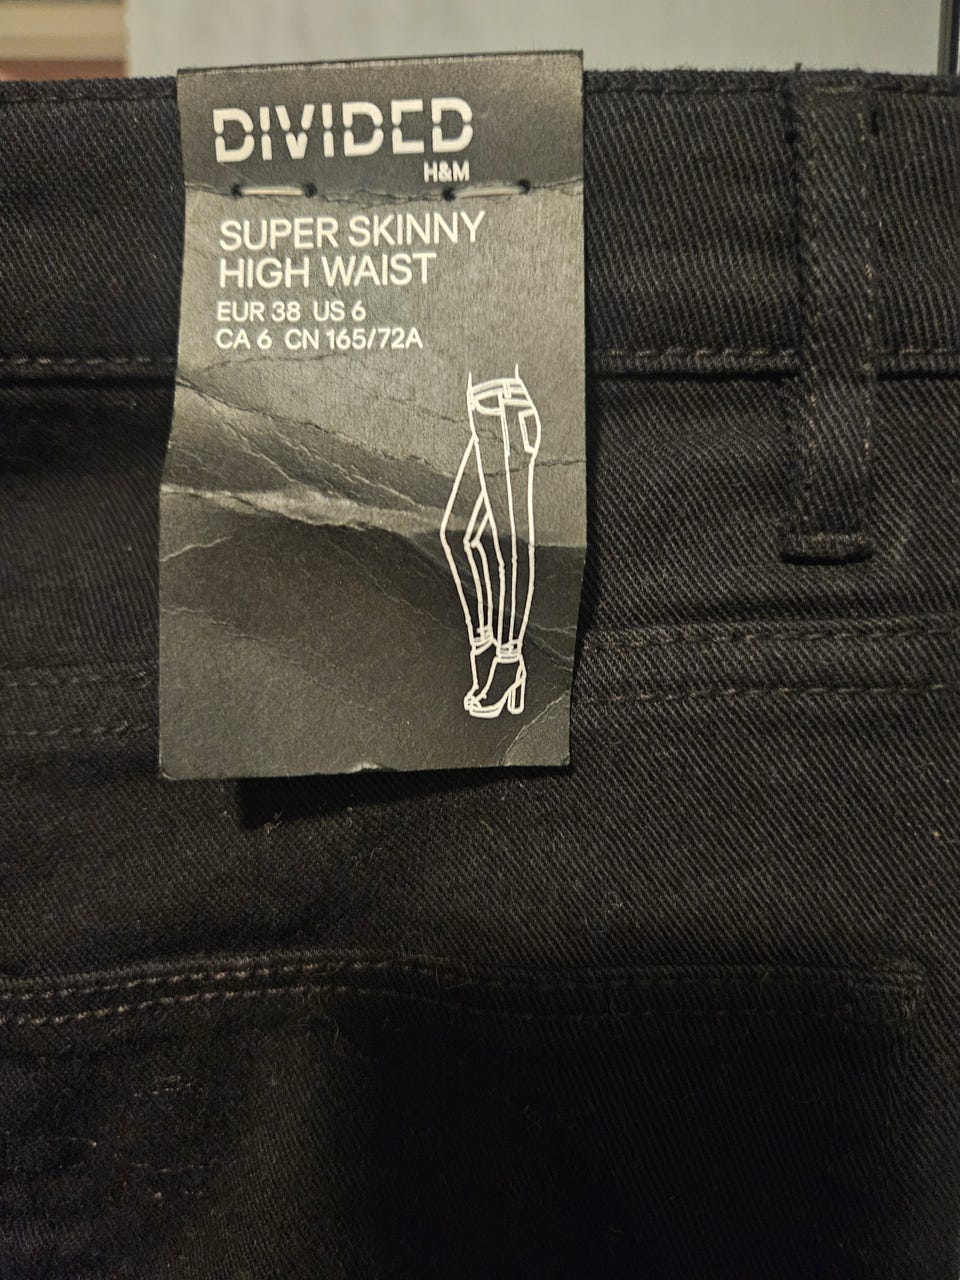 DIVIDED
H&M
SUPER SKINNY
HIGH WAIST
EUR 38 US 6
CA 6 CN 165/72A